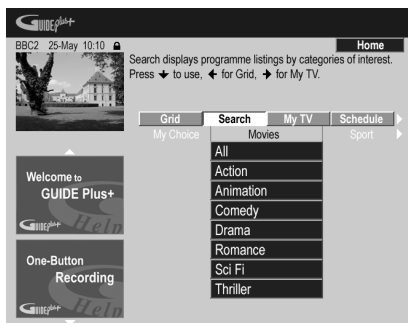 GUIDE Plus+
BBC2 25-May 10:10
Home
Search displays programme listings by categories of interest.
Press to use, for Grid, for My TV.
Grid Search My TV Schedule
My Choice Movies Sport
All
Action
Animation
Comedy
Drama
Romance
Sci Fi
Thriller
Welcome to
GUIDE Plus+
Help
GUIDE Plus+
One-Button
Recording
Help
GUIDE Plus+